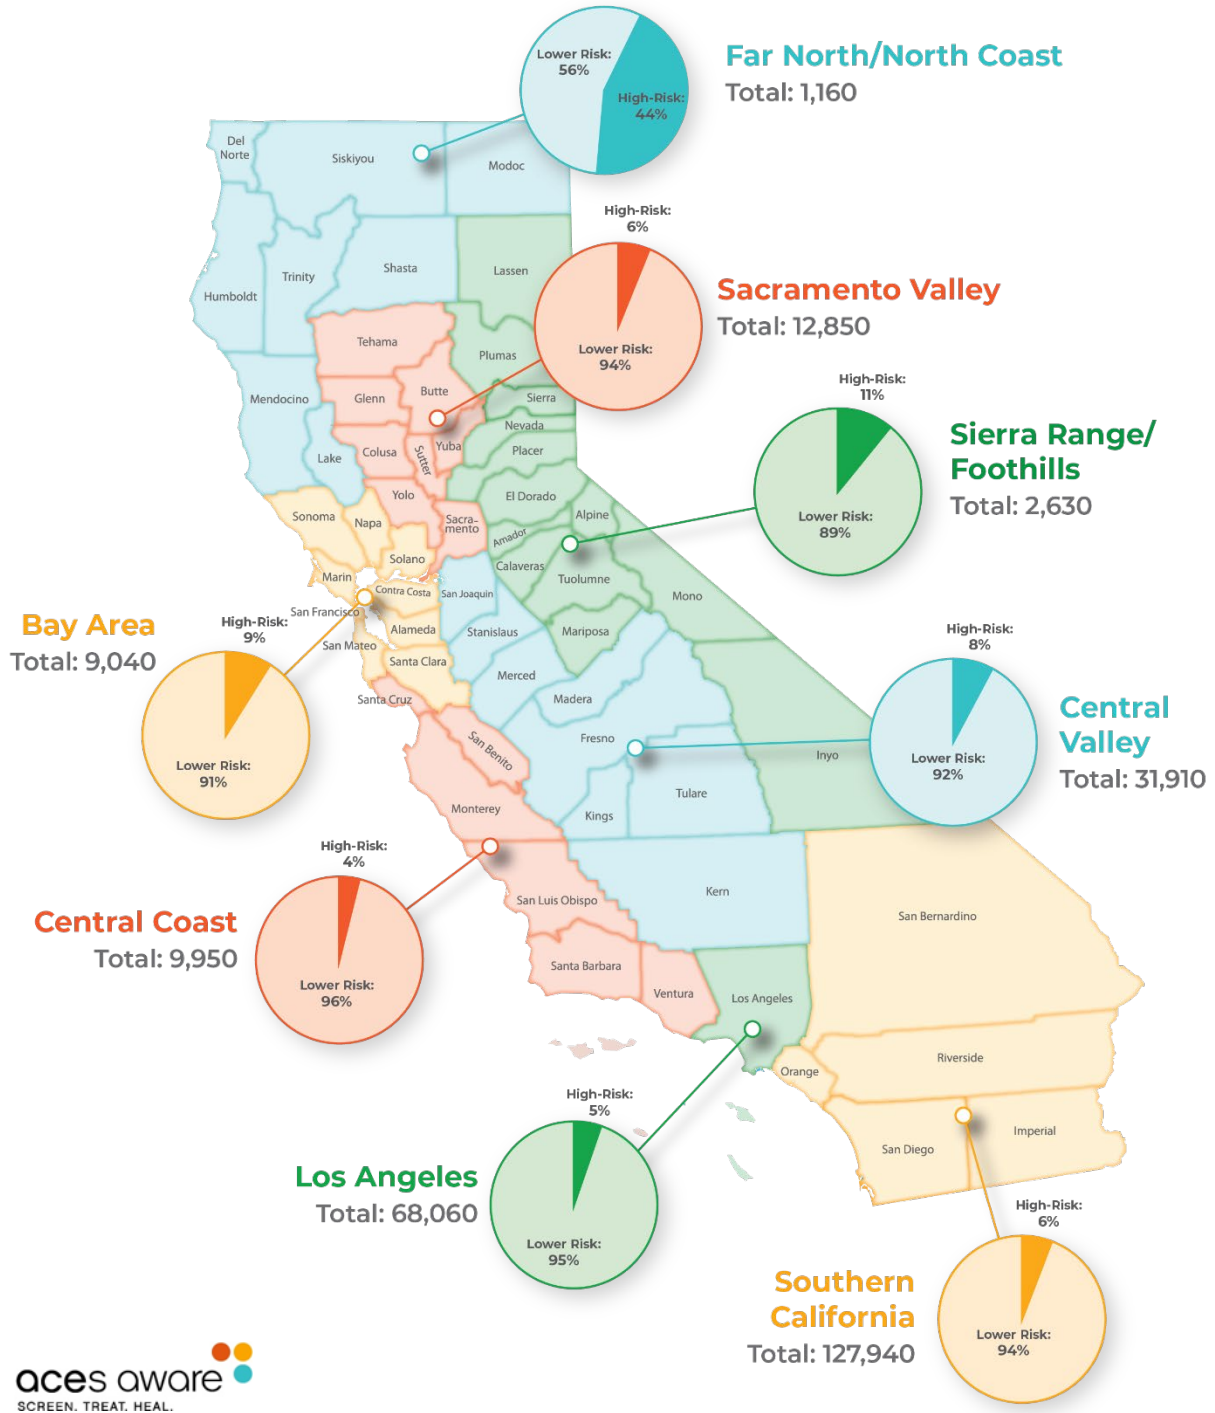 Lower Risk:
56%
High-Risk:
44%
Far North/North Coast
Total: 1,160
Del
Norte
Siskiyou
Modoc
High-Risk:
6%
Lower Risk:
94%
Sacramento Valley
Total: 12,850
Humboldt
Trinity
Shasta
Lassen
Tehama
Plumas
Mendocino
Glenn
Butte
Sierra
Nevada
Lake
Colusa
Sutter
Yuba
Placer
High-Risk:
11%
Lower Risk:
89%
Sierra Range/
Foothills
Total: 2,630
Sonoma
Napa
Yolo
Sacra-
mento
El Dorado
Alpine
Amador
Solano
Calaveras
Marin
Contra Costa
San Joaquin
Tuolumne
Mono
San Francisco
Alameda
Stanislaus
Mariposa
San Mateo
Santa Clara
Merced
Madera
Bay Area
Total: 9,040
High-Risk:
9%
Lower Risk:
91%
High-Risk:
8%
Lower Risk:
92%
Central
Valley
Total: 31,910
Santa Cruz
San Benito
Fresno
Inyo
Monterey
Kings
Tulare
High-Risk:
4%
Lower Risk:
96%
Central Coast
Total: 9,950
San Luis Obispo
Kern
San Bernardino
Santa Barbara
Ventura
Los Angeles
Orange
Riverside
San Diego
Imperial
High-Risk:
5%
Lower Risk:
95%
Los Angeles
Total: 68,060
High-Risk:
6%
Lower Risk:
94%
Southern
California
Total: 127,940
aces aware
SCREEN. TREAT. HEAL.